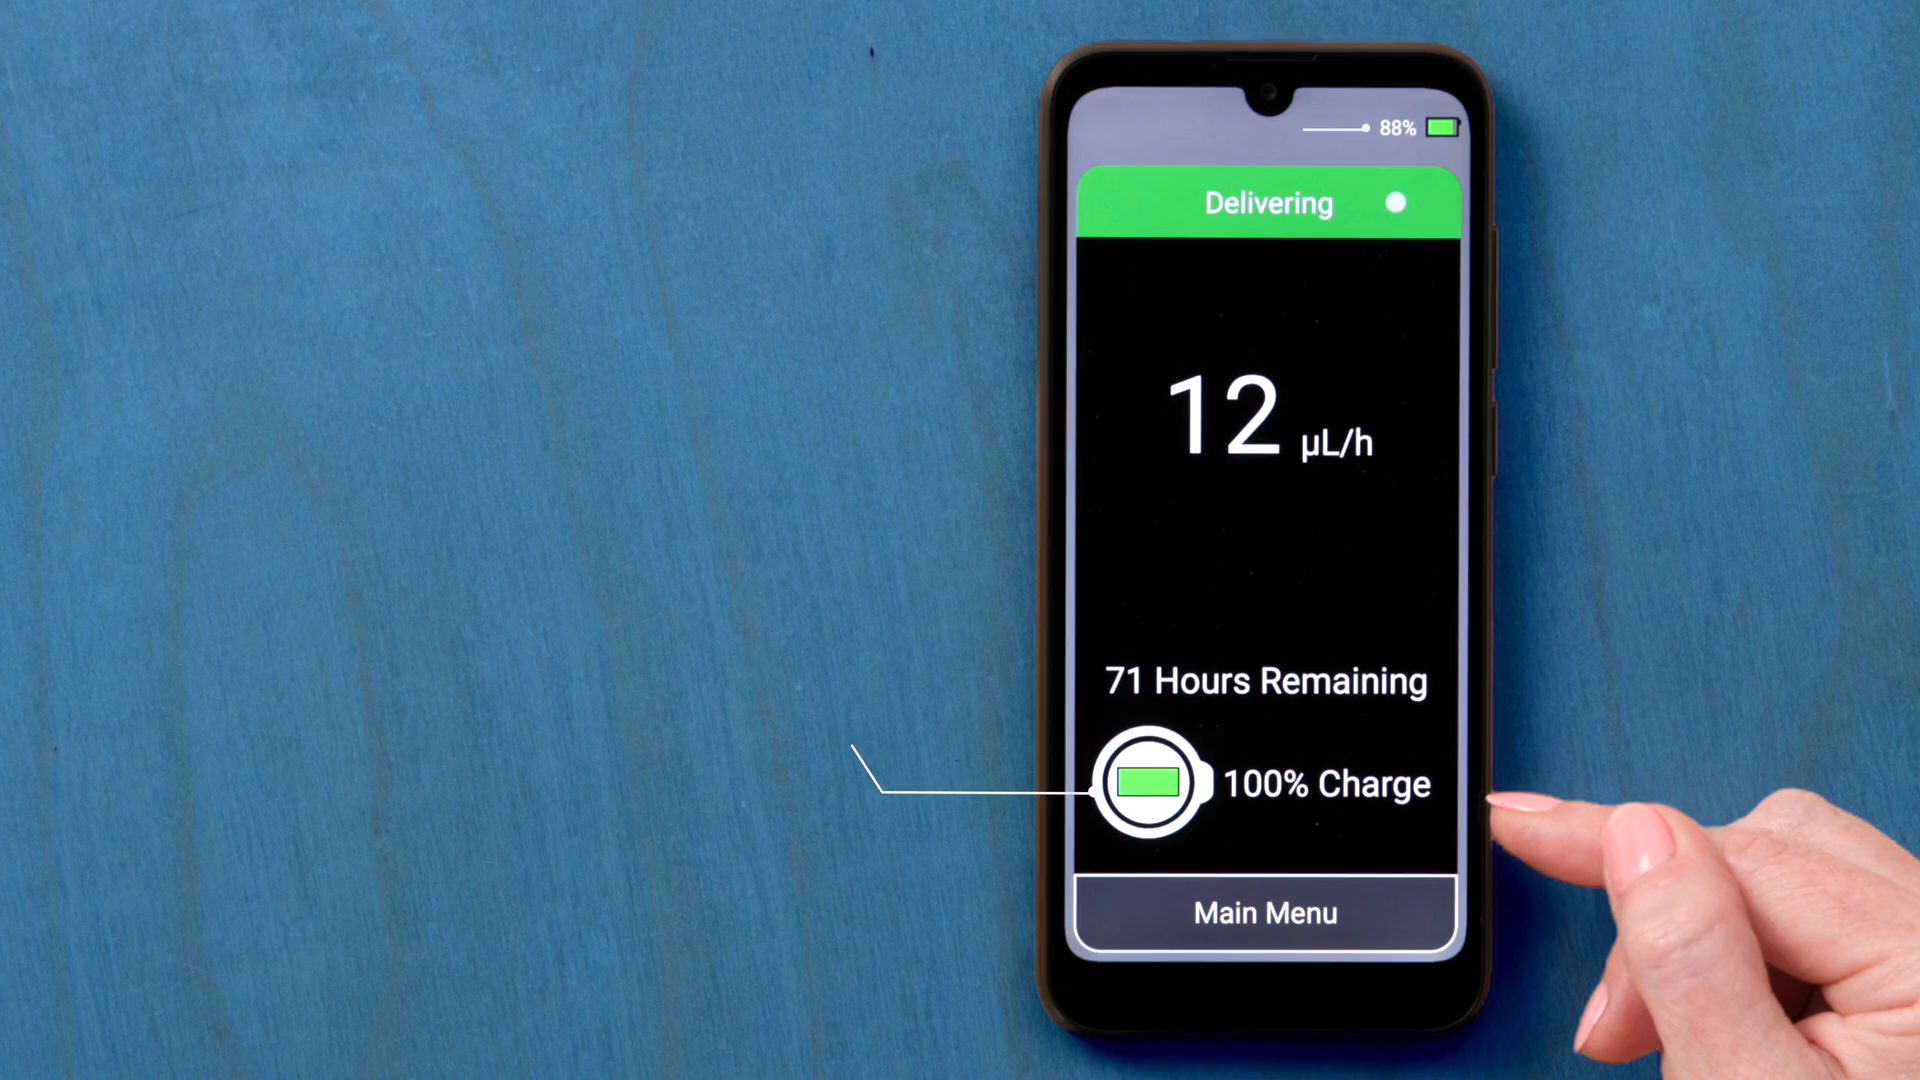 88%
Delivering
12 µL/h
71 Hours Remaining
100% Charge
Main Menu